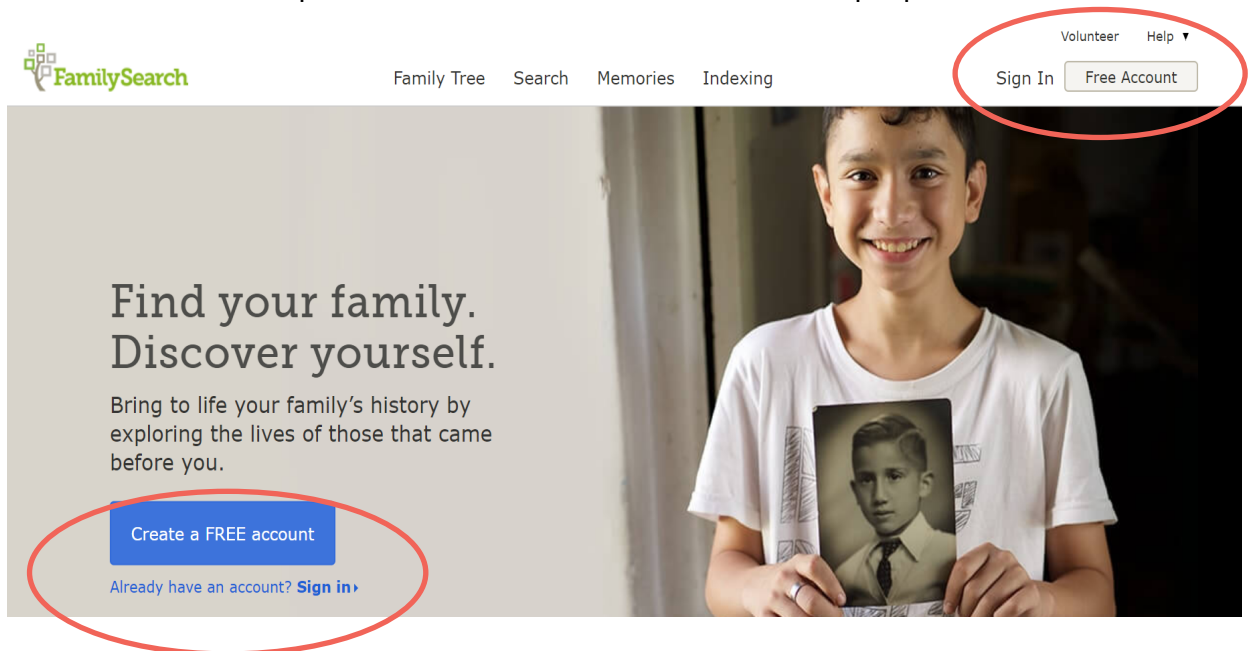 Volunteer Help ▼
FamilySearch
Family Tree Search Memories Indexing
Sign In Free Account
Find your family.
Discover yourself.
Bring to life your family’s history by
exploring the lives of those that came
before you.
Create a FREE account
Already have an account? Sign in ›